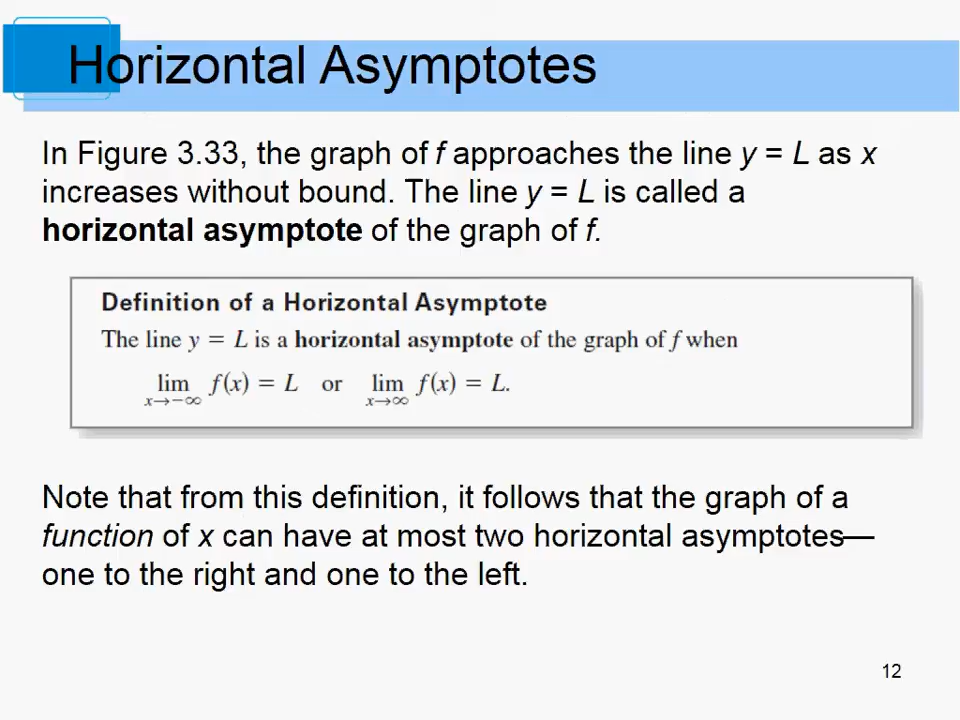 Horizontal Asymptotes
In Figure 3.33, the graph of f approaches the line y = L as x
increases without bound. The line y = L is called a
horizontal asymptote of the graph of f.
Definition of a Horizontal Asymptote
The line y = L is a horizontal asymptote of the graph of f when
lim f(x) = L or lim f(x) = L.
x→−∞ x→∞
Note that from this definition, it follows that the graph of a
function of x can have at most two horizontal asymptotes—
one to the right and one to the left.
12